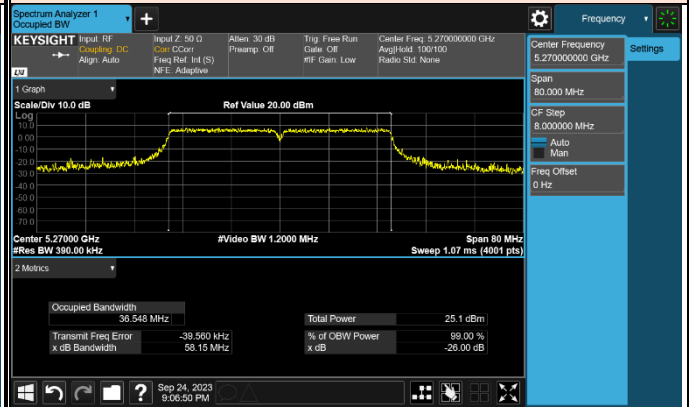 Spectrum Analyzer 1
Occupied BW
+
Frequency
KEYSIGHT
Input: RF
Coupling: DC
Align: Auto
Input Z: 50 Ω
Corr CCorr
Freq Ref: Int (S)
NFE: Adaptive
Atten: 30 dB
Preamp: Off
Trig: Free Run
Gate: Off
#IF Gain: Low
Center Freq: 5.270000000 GHz
Avg|Hold: 100/100
Radio Std: None
LXI
Center Frequency
5.270000000 GHz
Settings
Span
80.000 MHz
CF Step
8.000000 MHz
Auto
Man
Freq Offset
0 Hz
1 Graph
Scale/Div 10.0 dB
Ref Value 20.00 dBm
Log
10.0
0.00
-10.0
-20.0
-30.0
-40.0
-50.0
-60.0
-70.0
Center 5.27000 GHz
#Video BW 1.2000 MHz
Span 80 MHz
#Res BW 390.00 kHz
Sweep 1.07 ms (4001 pts)
2 Metrics
Occupied Bandwidth
36.548 MHz
Total Power
25.1 dBm
Transmit Freq Error
-39.560 kHz
% of OBW Power
99.00 %
x dB Bandwidth
58.15 MHz
x dB
-26.00 dB
?
Sep 24, 2023
9:06:50 PM